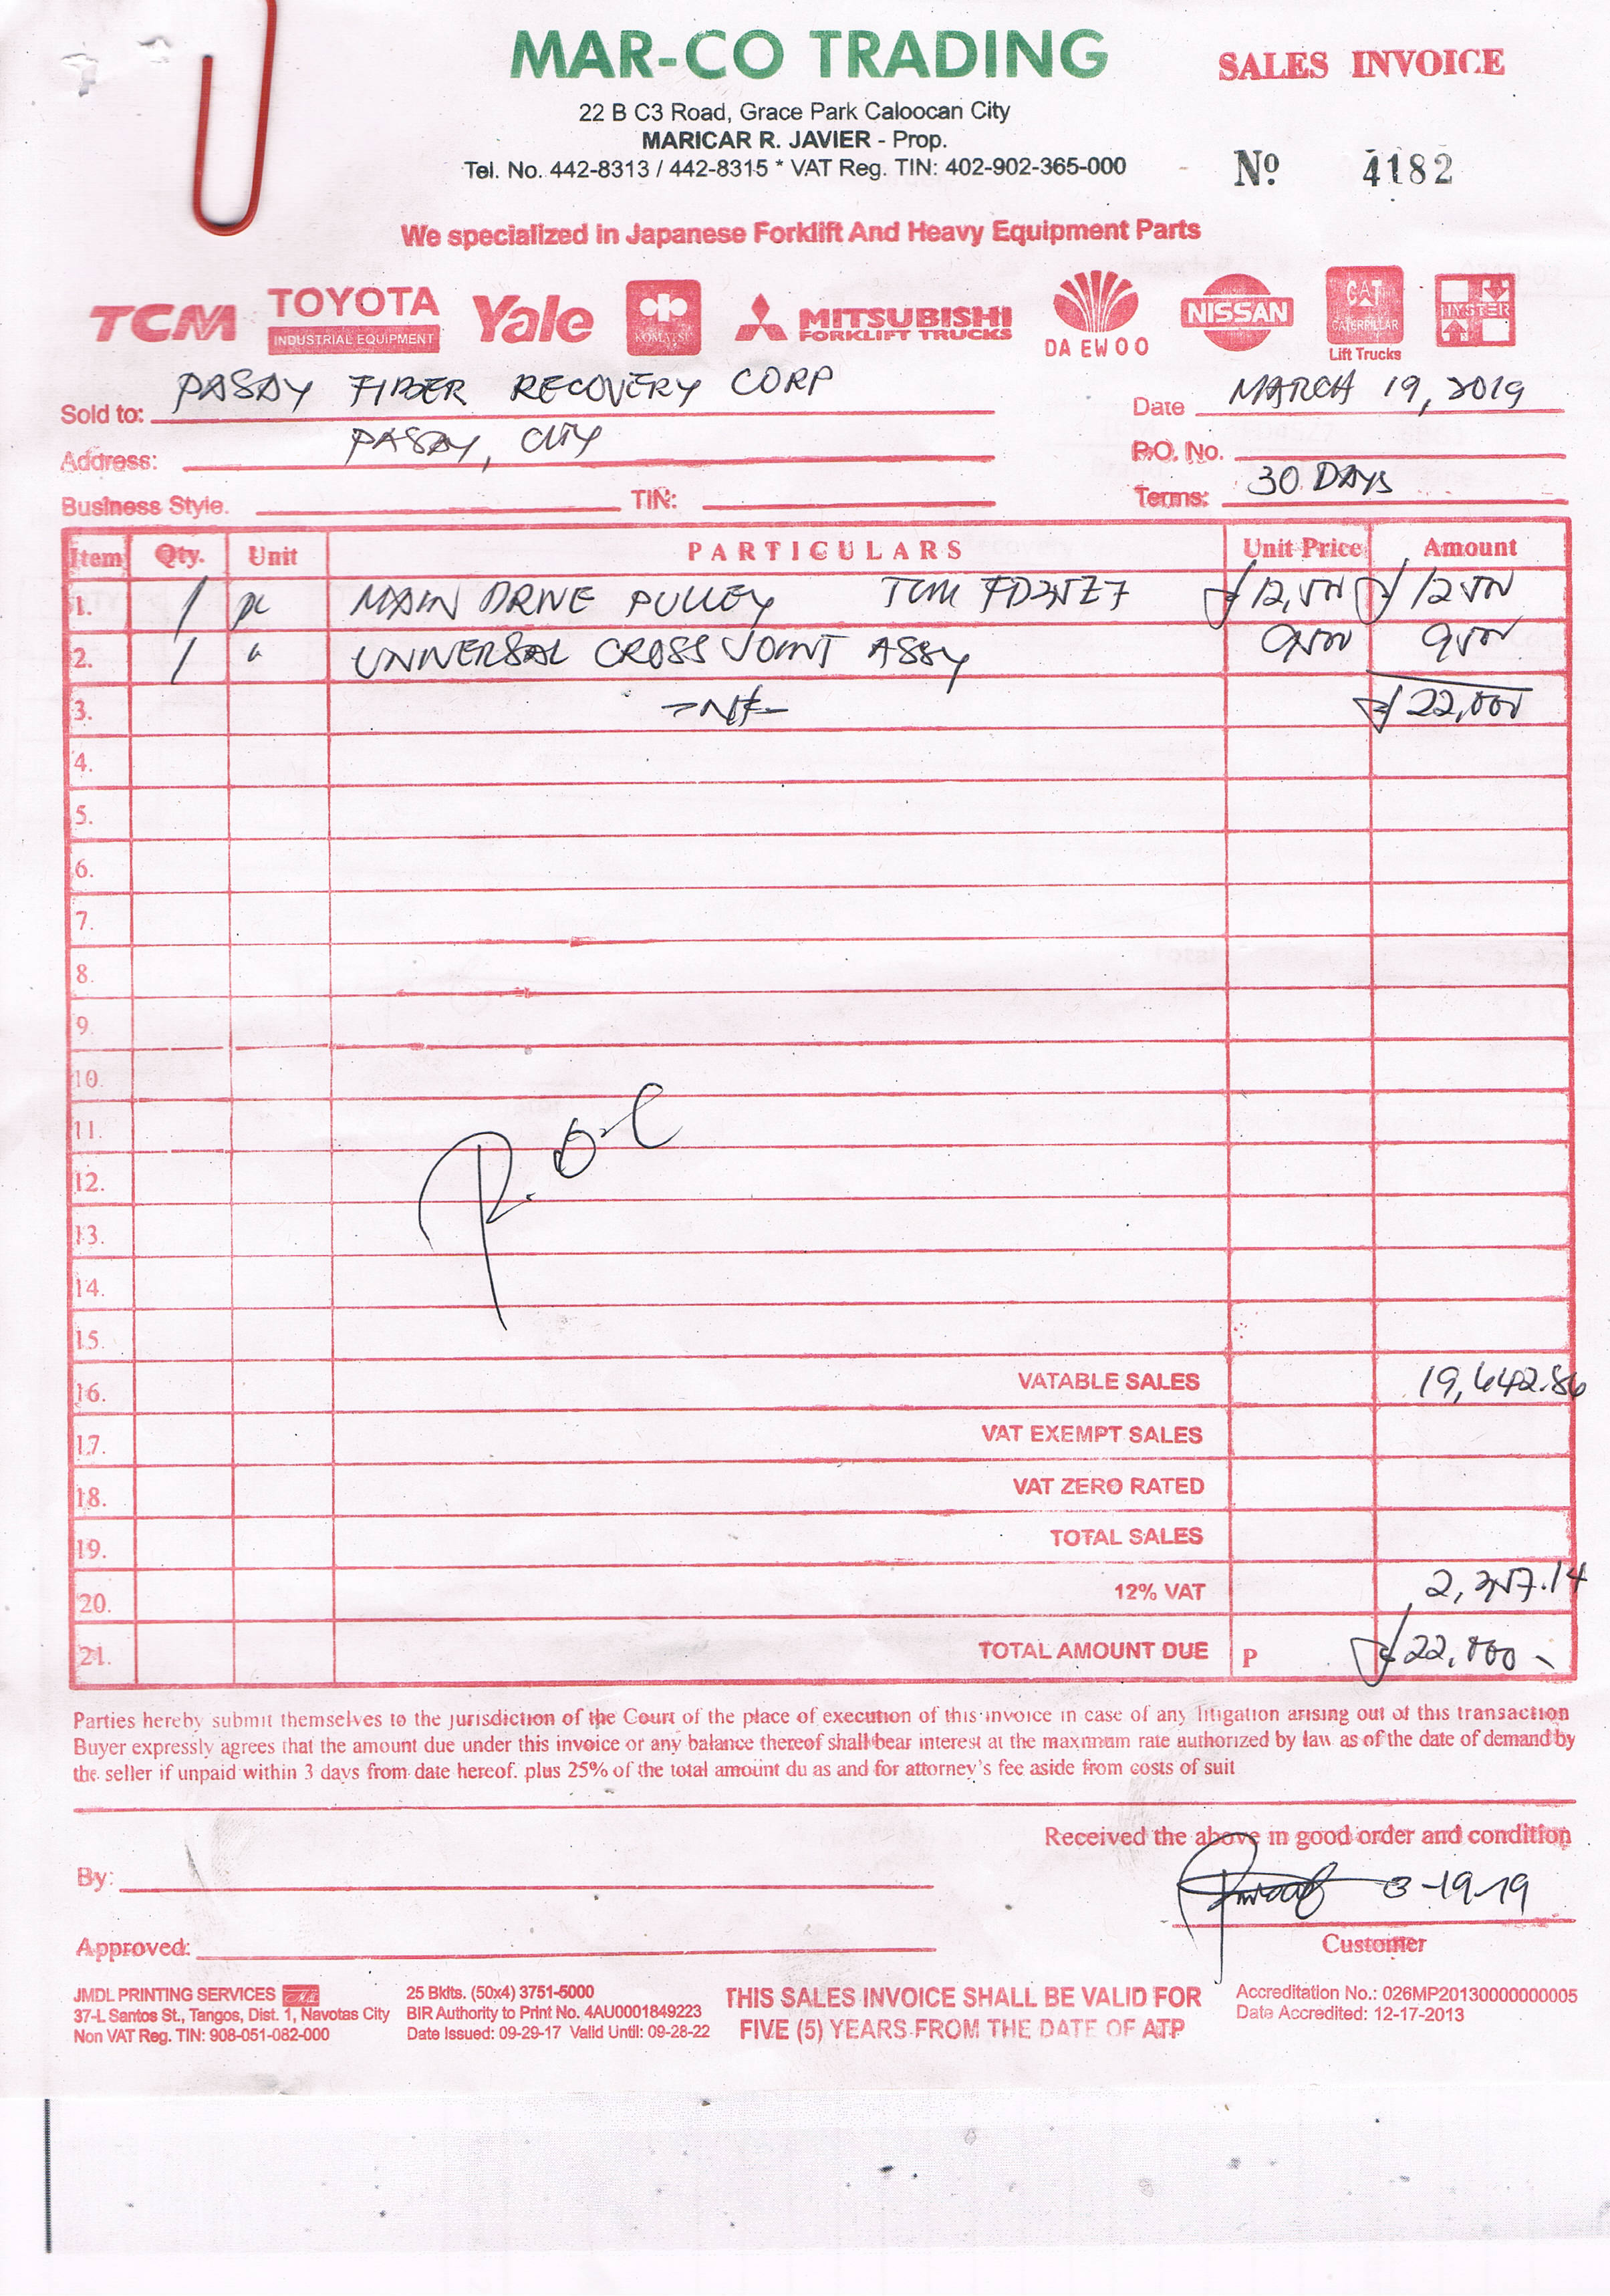 MAR-CO TRADING
SALES INVOICE
22 B C3 Road, Grace Park Caloocan City
MARICAR R. JAVIER - Prop.
Tel. No. 442-8313 / 442-8315 * VAT Reg. TIN: 402-902-365-000
Nº 4182
We specialized in Japanese Forklift And Heavy Equipment Parts
TCM TOYOTA INDUSTRIAL EQUIPMENT Yale KOMATSU MITSUBISHI FORKLIFT TRUCKS DAEWOO NISSAN CAT CATERPILLAR Lift Trucks HYSTER
Sold to: PASAY FIBER RECOVERY CORP Date MARCH 19, 2019
Address: PASAY, CITY P.O. No.
Business Style. TIN: Terms: 30 DAYS
Item Qty. Unit PARTICULARS Unit Price Amount
1. 1 pc MAIN DRIVE PULLEY TCM FD35Z7 ₱12,500 ₱12500
2. 1 " UNIVERSAL CROSS JOINT ASSY 9500 9500
3. ₱22,000
4.
5.
6.
7.
8.
9.
10.
11.
12.
13.
14.
15.
16. VATABLE SALES 19,642.86
17. VAT EXEMPT SALES
18. VAT ZERO RATED
19. TOTAL SALES
20. 12% VAT 2,357.14
21. TOTAL AMOUNT DUE P ₱22,000-
Parties hereby submit themselves to the jurisdiction of the Court of the place of execution of this invoice in case of any litigation arising out of this transaction
Buyer expressly agrees that the amount due under this invoice or any balance thereof shall bear interest at the maxmum rate authorized by law as of the date of demand by
the seller if unpaid within 3 days from date hereof. plus 25% of the total amount du as and for attorney's fee aside from costs of suit
Received the above in good order and condition
By:
3-19-19
Approved:
Customer
JMDL PRINTING SERVICES
37-L Santos St., Tangos, Dist. 1, Navotas City
Non VAT Reg. TIN: 908-051-082-000
25 Bklts. (50x4) 3751-5000
BIR Authority to Print No. 4AU0001849223
Date Issued: 09-29-17 Valid Until: 09-28-22
THIS SALES INVOICE SHALL BE VALID FOR
FIVE (5) YEARS FROM THE DATE OF ATP
Accreditation No.: 026MP20130000000005
Date Accredited: 12-17-2013